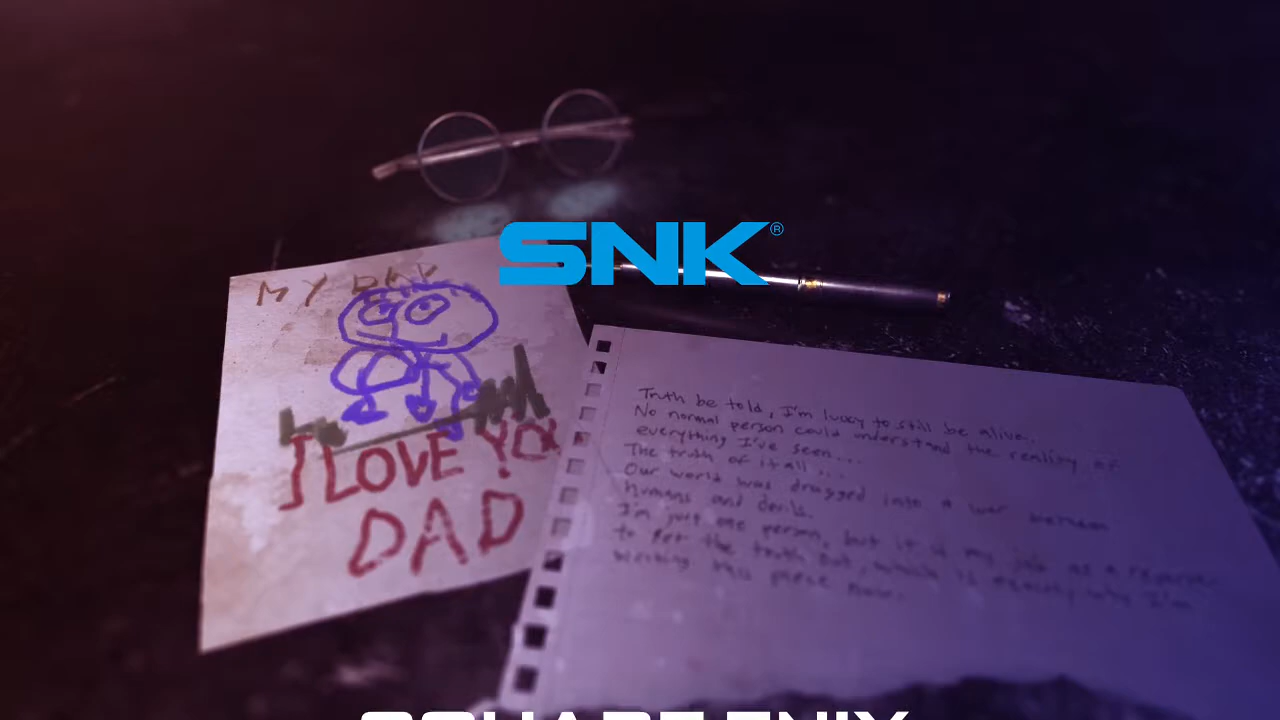 SNK®
MY DAD
I LOVE YOU
DAD
Truth be told, I'm lucky to still be alive.
No normal person could understand the reality of
everything I've seen...
The truth of it all...
Our world was dragged into a war between
humans and devils.
I'm just one person, but it is my job as a reporter
to get the truth out, which is exactly why I'm
writing this piece now.
SQUARE ENIX